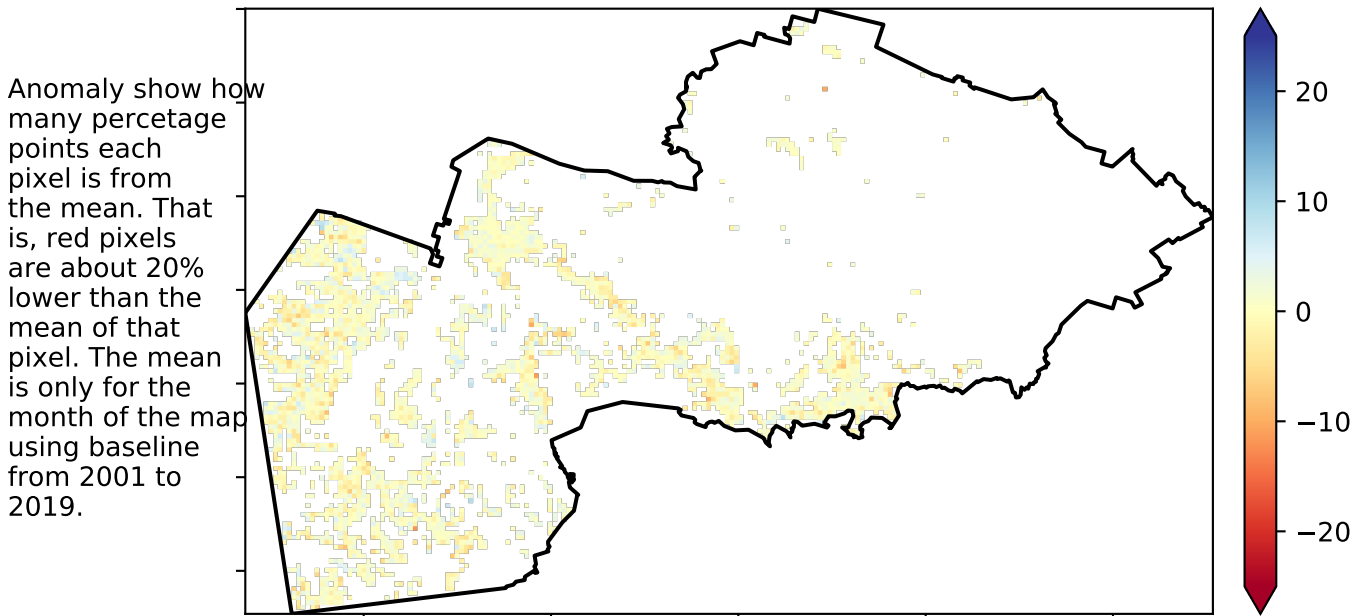 Anomaly show how
many percetage
points each
pixel is from
the mean. That
is, red pixels
are about 20%
lower than the
mean of that
pixel. The mean
is only for the
month of the map
using baseline
from 2001 to
2019.
20
10
0
−10
−20